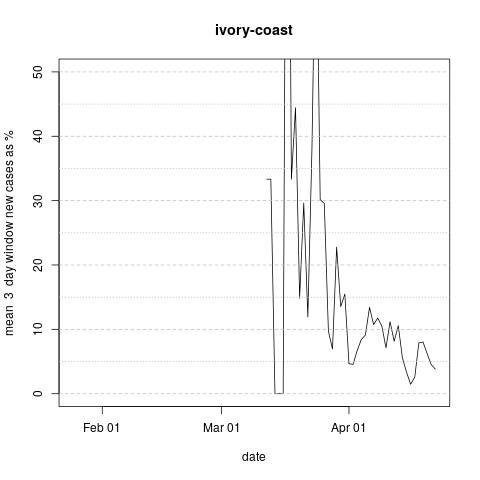 ivory-coast
mean 3 day window new cases as %
50
40
30
20
10
0
Feb 01
Mar 01
Apr 01
date